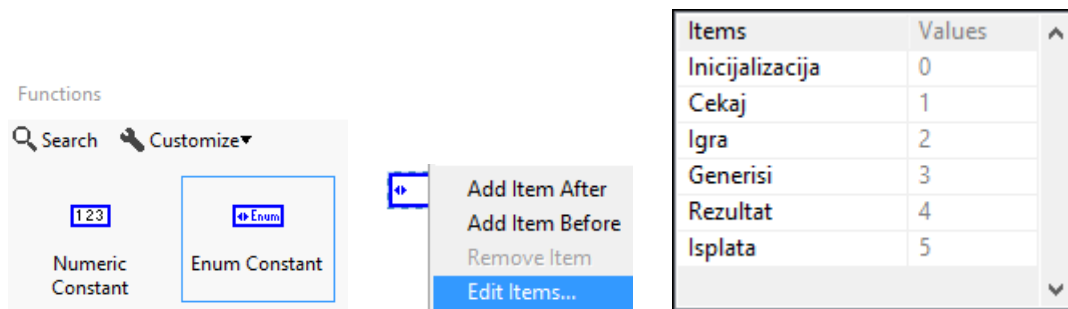 Functions
Search Customize▼
123
Enum
Numeric
Constant
Enum Constant
Add Item After
Add Item Before
Remove Item
Edit Items...
Items Values
Inicijalizacija 0
Cekaj 1
Igra 2
Generisi 3
Rezultat 4
Isplata 5